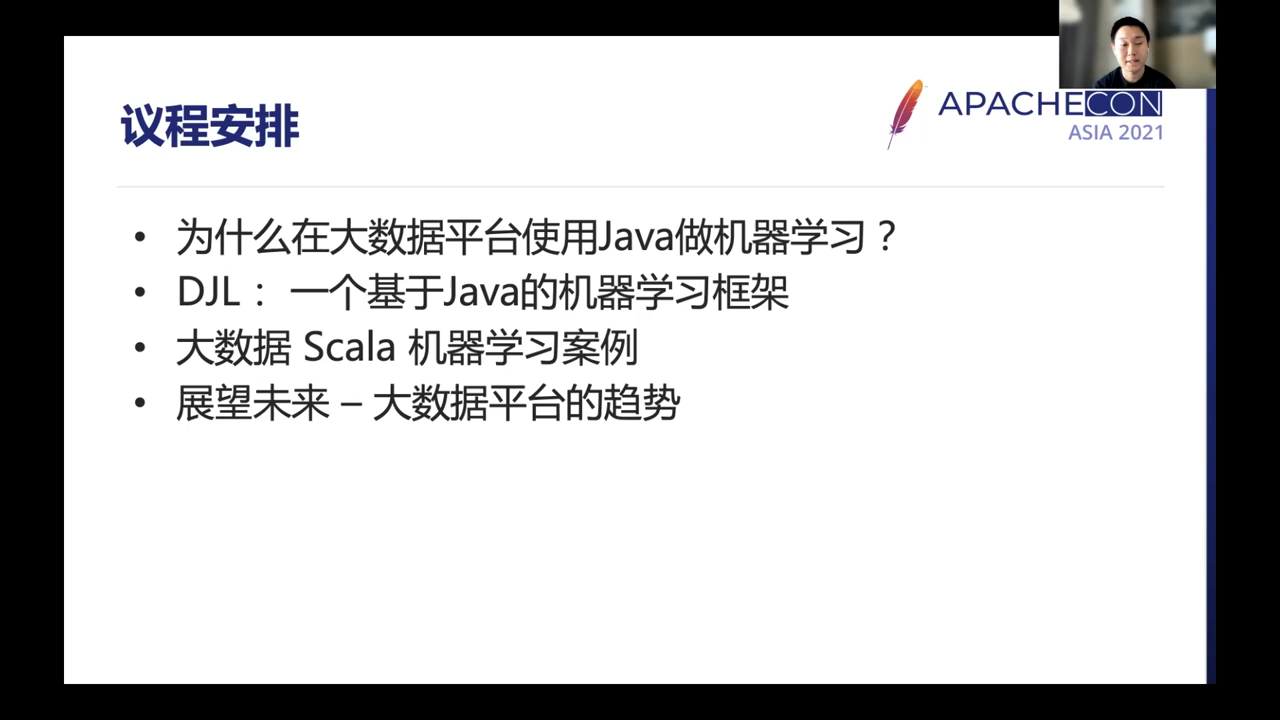 议程安排
APACHECON
ASIA 2021
• 为什么在大数据平台使用Java做机器学习？
• DJL： 一个基于Java的机器学习框架
• 大数据 Scala 机器学习案例
• 展望未来 – 大数据平台的趋势